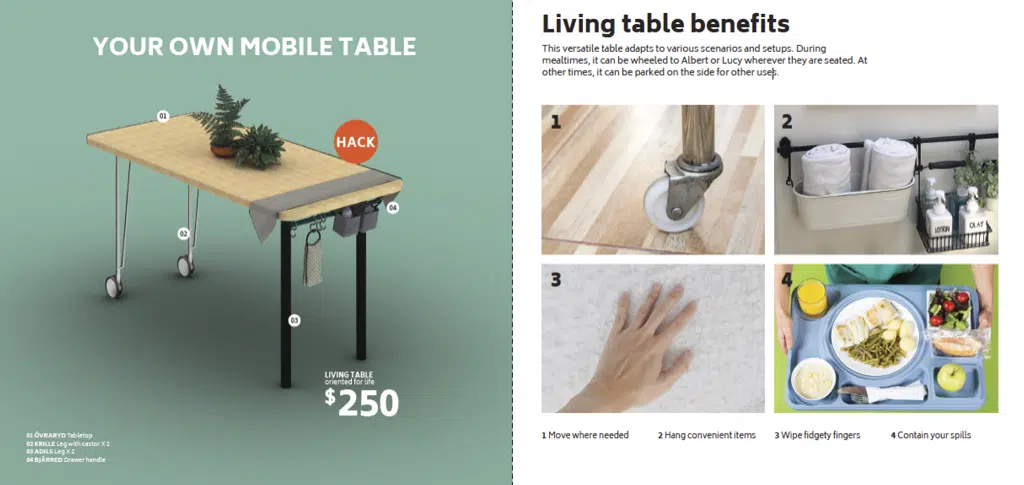 YOUR OWN MOBILE TABLE
01
HACK
04
02
03
LIVING TABLE
oriented for life
$250
01 ÖVRARYD Tabletop
02 KRILLE Leg with castor X 2
03 ADILS Leg X 2
04 BJÄRRED Drawer handle
Living table benefits
This versatile table adapts to various scenarios and setups. During
mealtimes, it can be wheeled to Albert or Lucy wherever they are seated. At
other times, it can be parked on the side for other uses.
1
2
LOTION
CLAY
3
4
1 Move where needed
2 Hang convenient items
3 Wipe fidgety fingers
4 Contain your spills